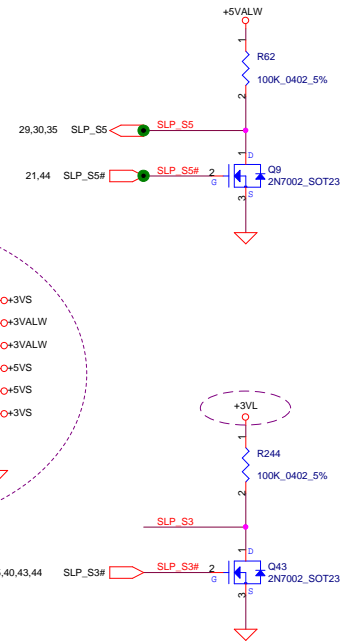 +5VALW
1
R62
100K_0402_5%
2
29,30,35 SLP_S5 SLP_S5
1 D
21,44 SLP_S5# SLP_S5# 2 G Q9
2N7002_SOT23
3 S
+3VS
+3VALW
+3VALW
+5VS
+5VS
+3VS
+3VL
1
R244
100K_0402_5%
2
SLP_S3
1 D
,40,43,44 SLP_S3# SLP_S3# 2 G Q43
2N7002_SOT23
3 S